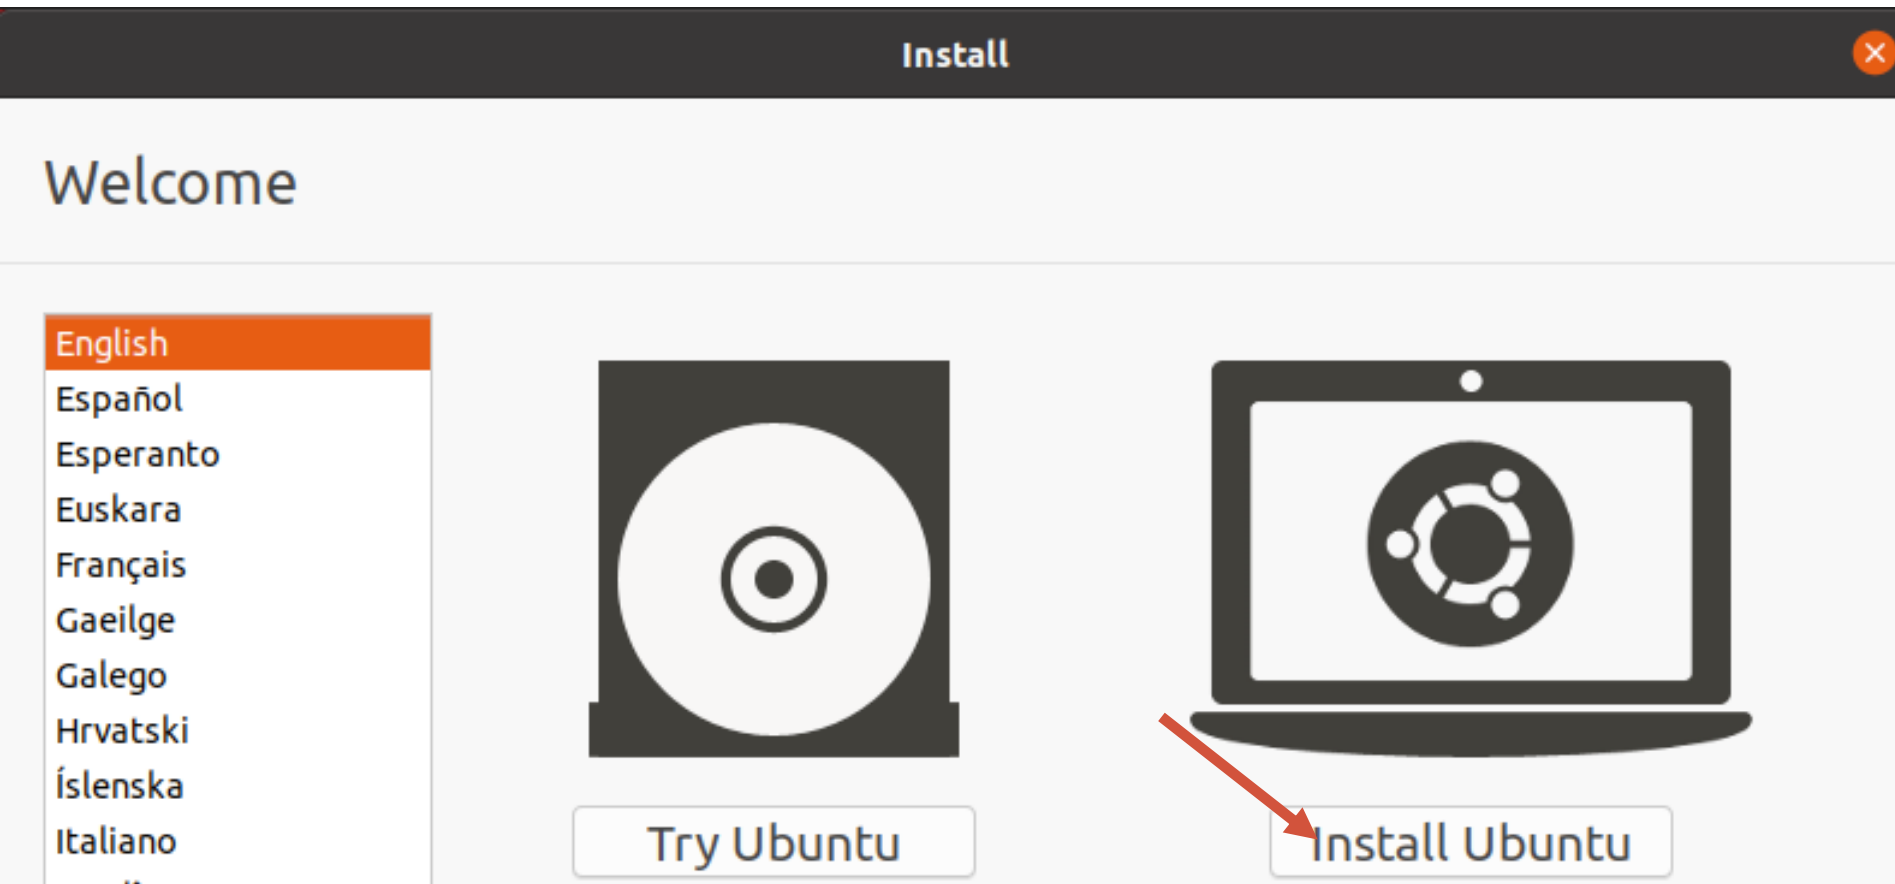 Install
Welcome
English
Español
Esperanto
Euskara
Français
Gaeilge
Galego
Hrvatski
Íslenska
Italiano
Try Ubuntu
Install Ubuntu